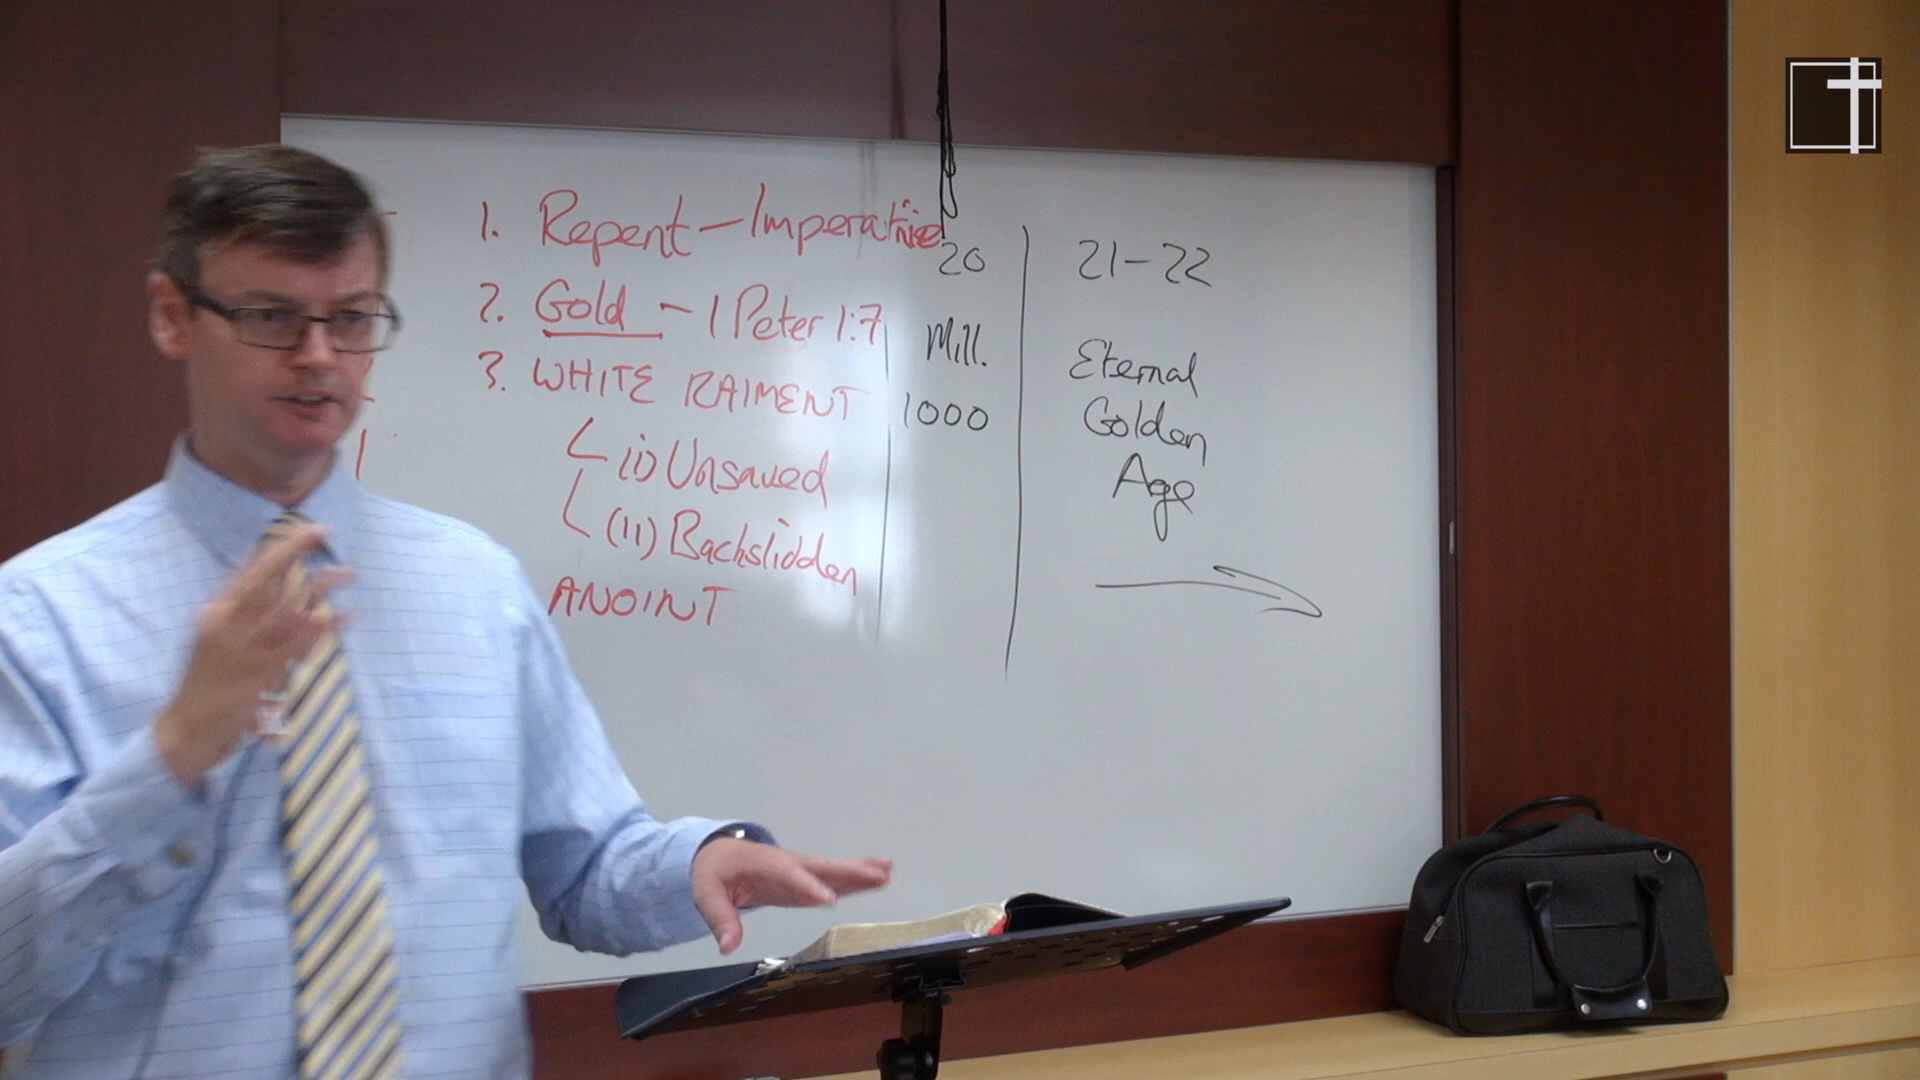 1. Repent - Imperative
2. Gold - 1 Peter 1:7
3. WHITE RAIMENT
(i) Unsaved
(ii) Backslidden
ANOINT
20
Mill.
1000
21-22
Eternal
Golden
Age